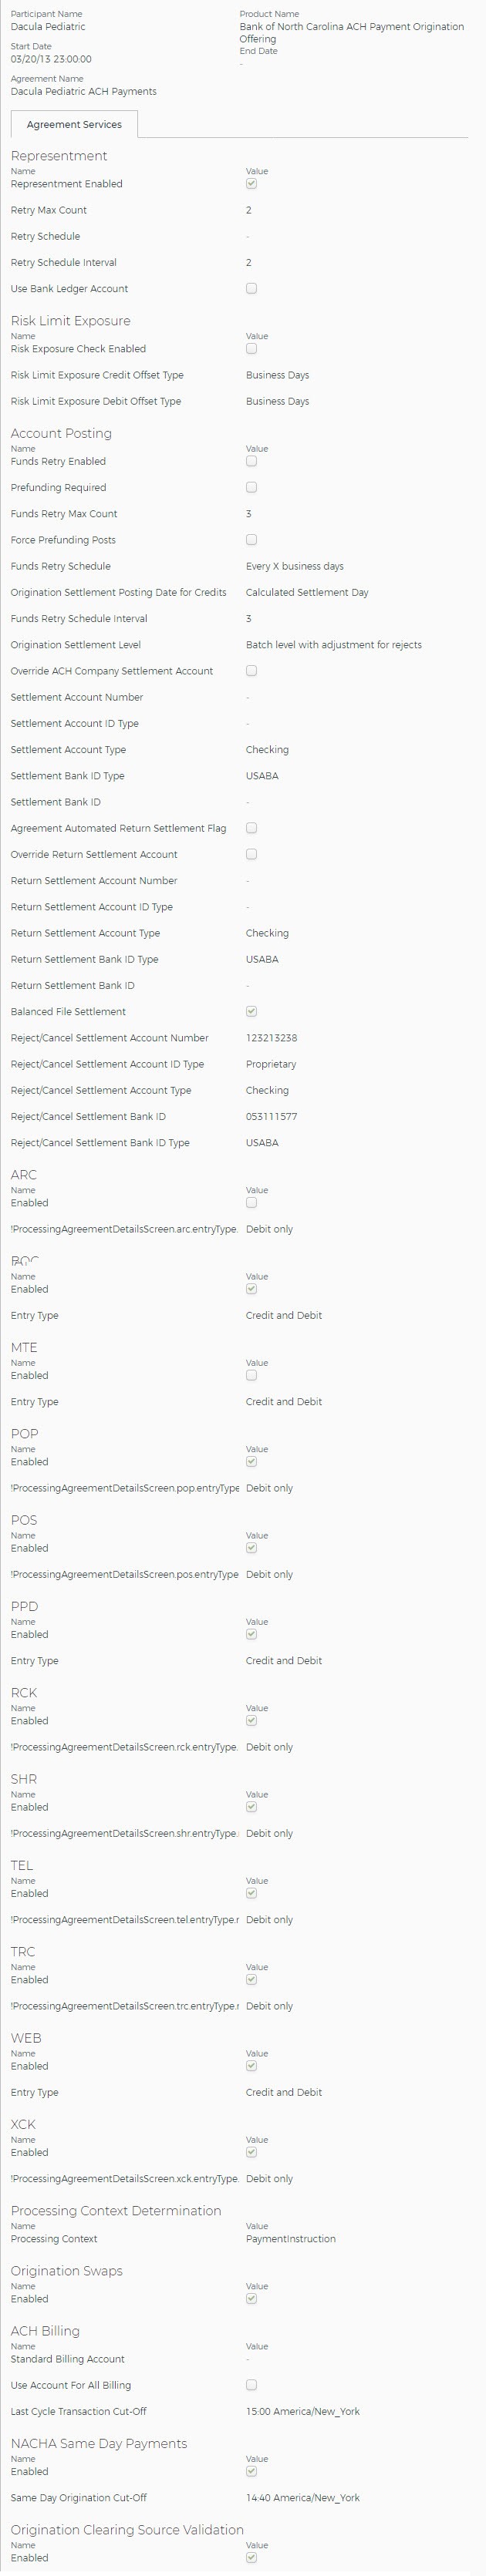 Participant Name
Dacula Pediatric
Product Name
Bank of North Carolina ACH Payment Origination
Offering
Start Date
03/20/13 23:00:00
End Date
-
Agreement Name
Dacula Pediatric ACH Payments
Agreement Services
Representment
Name Value
Representment Enabled
Retry Max Count 2
Retry Schedule -
Retry Schedule Interval 2
Use Bank Ledger Account
Risk Limit Exposure
Name Value
Risk Exposure Check Enabled
Risk Limit Exposure Credit Offset Type Business Days
Risk Limit Exposure Debit Offset Type Business Days
Account Posting
Name Value
Funds Retry Enabled
Prefunding Required
Funds Retry Max Count 3
Force Prefunding Posts
Funds Retry Schedule Every X business days
Origination Settlement Posting Date for Credits Calculated Settlement Day
Funds Retry Schedule Interval 3
Origination Settlement Level Batch level with adjustment for rejects
Override ACH Company Settlement Account
Settlement Account Number -
Settlement Account ID Type -
Settlement Account Type Checking
Settlement Bank ID Type USABA
Settlement Bank ID -
Agreement Automated Return Settlement Flag
Override Return Settlement Account
Return Settlement Account Number -
Return Settlement Account ID Type -
Return Settlement Account Type Checking
Return Settlement Bank ID Type USABA
Return Settlement Bank ID -
Balanced File Settlement
Reject/Cancel Settlement Account Number 123213238
Reject/Cancel Settlement Account ID Type Proprietary
Reject/Cancel Settlement Account Type Checking
Reject/Cancel Settlement Bank ID 053111577
Reject/Cancel Settlement Bank ID Type USABA
ARC
Name Value
Enabled
!ProcessingAgreementDetailsScreen.arc.entryType. Debit only
Name Value
Enabled
Entry Type Credit and Debit
MTE
Name Value
Enabled
Entry Type Credit and Debit
POP
Name Value
Enabled
!ProcessingAgreementDetailsScreen.pop.entryType Debit only
POS
Name Value
Enabled
!ProcessingAgreementDetailsScreen.pos.entryType Debit only
PPD
Name Value
Enabled
Entry Type Credit and Debit
RCK
Name Value
Enabled
!ProcessingAgreementDetailsScreen.rck.entryType. Debit only
SHR
Name Value
Enabled
!ProcessingAgreementDetailsScreen.shr.entryType. Debit only
TEL
Name Value
Enabled
!ProcessingAgreementDetailsScreen.tel.entryType.r Debit only
TRC
Name Value
Enabled
!ProcessingAgreementDetailsScreen.trc.entryType.r Debit only
WEB
Name Value
Enabled
Entry Type Credit and Debit
XCK
Name Value
Enabled
!ProcessingAgreementDetailsScreen.xck.entryType. Debit only
Processing Context Determination
Name Value
Processing Context PaymentInstruction
Origination Swaps
Name Value
Enabled
ACH Billing
Name Value
Standard Billing Account -
Use Account For All Billing
Last Cycle Transaction Cut-Off 15:00 America/New_York
NACHA Same Day Payments
Name Value
Enabled
Same Day Origination Cut-Off 14:40 America/New_York
Origination Clearing Source Validation
Name Value
Enabled